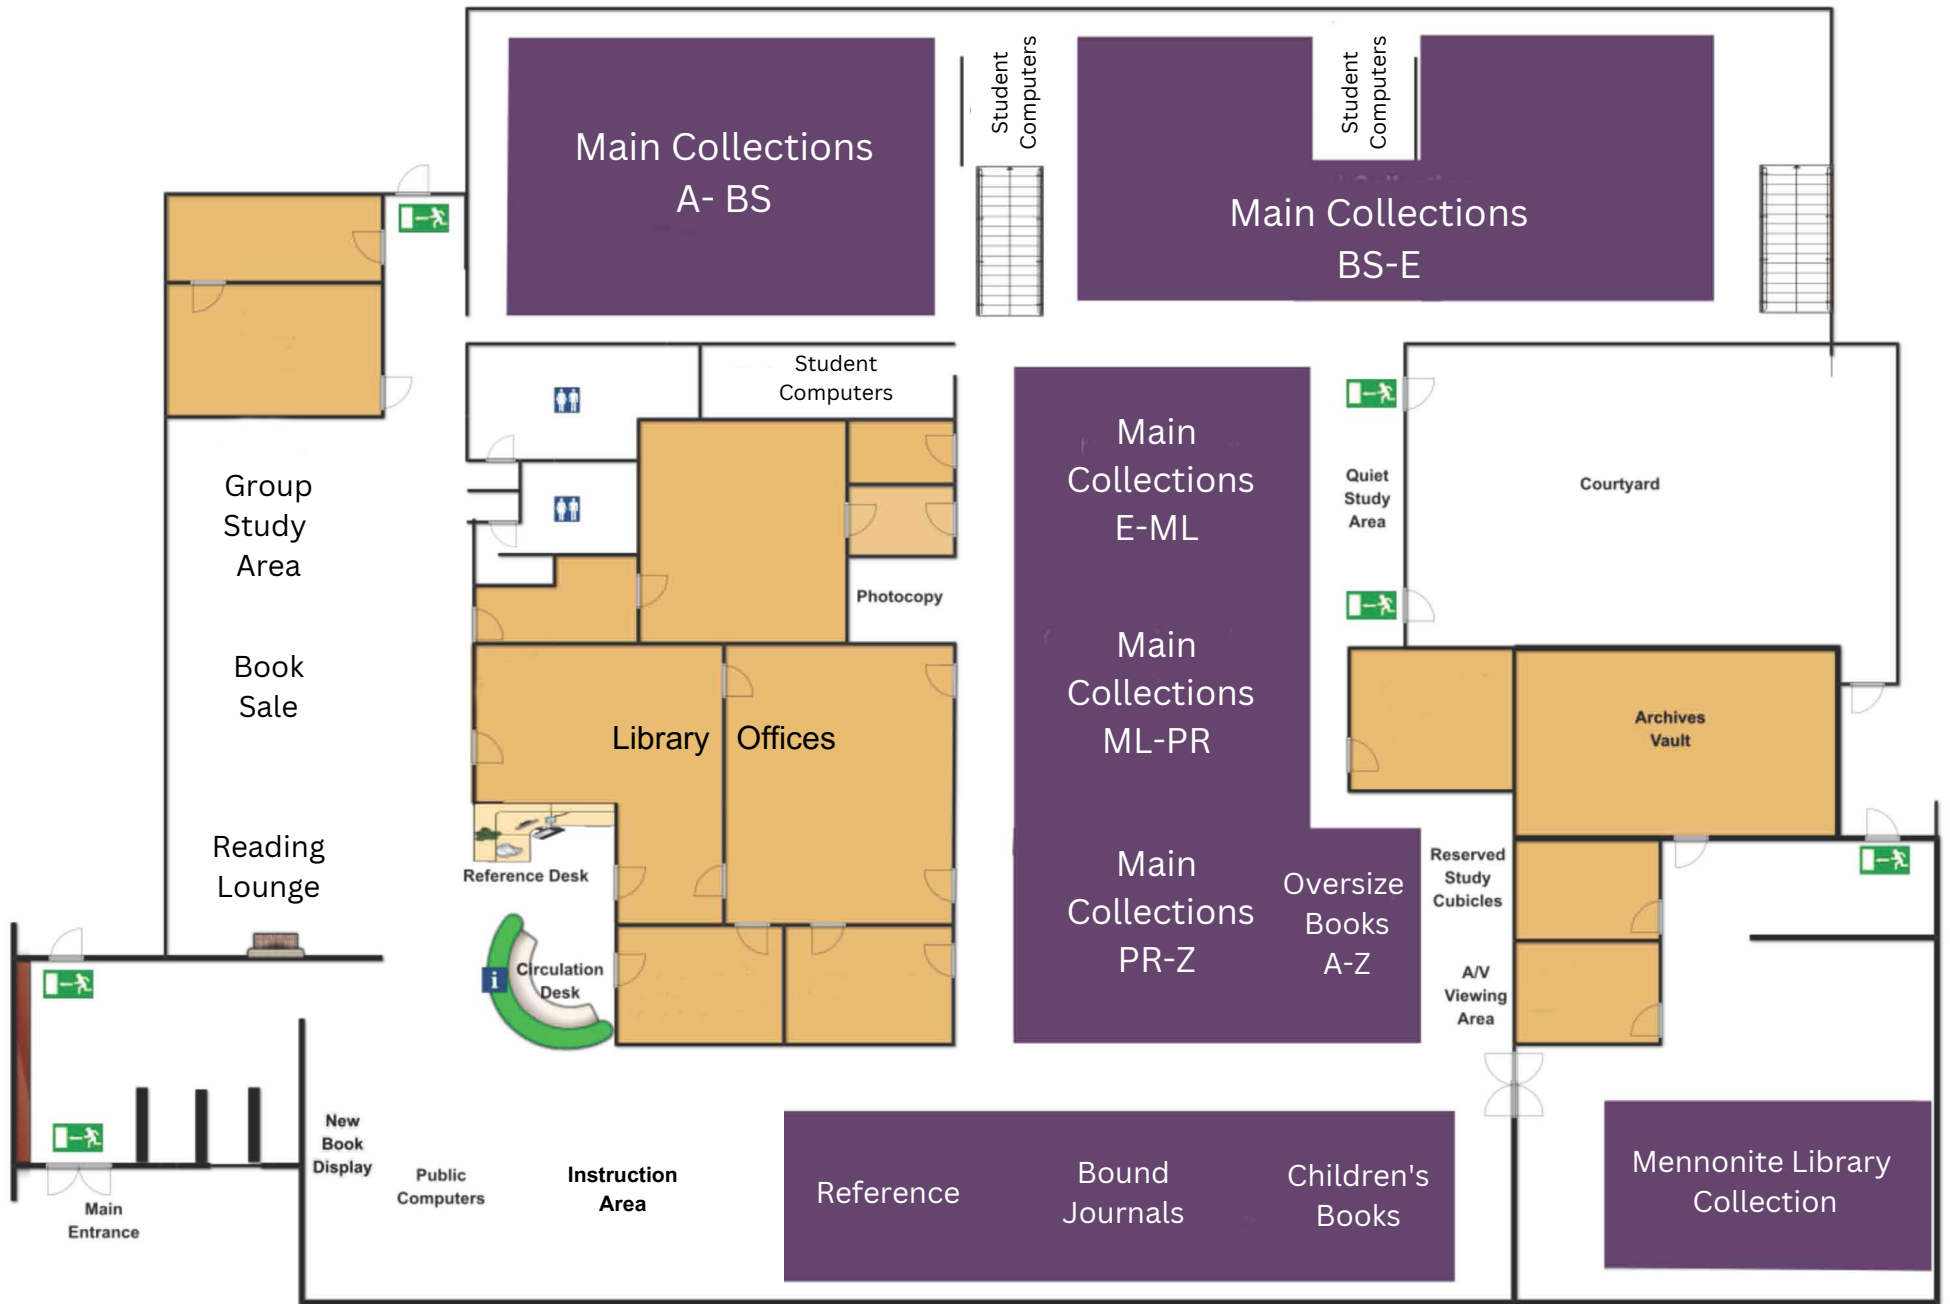 Student
Computers
Student
Computers
Main Collections
A- BS
Main Collections
BS-E
Student
Computers
Main
Collections
E-ML
Quiet
Study
Area
Courtyard
Group
Study
Area
Photocopy
Book
Sale
Main
Collections
ML-PR
Library Offices
Archives
Vault
Reading
Lounge
Reference Desk
Main
Collections
PR-Z
Oversize
Books
A-Z
Reserved
Study
Cubicles
i
Circulation
Desk
A/V
Viewing
Area
New
Book
Display
Public
Computers
Instruction
Area
Reference
Bound
Journals
Children's
Books
Mennonite Library
Collection
Main
Entrance